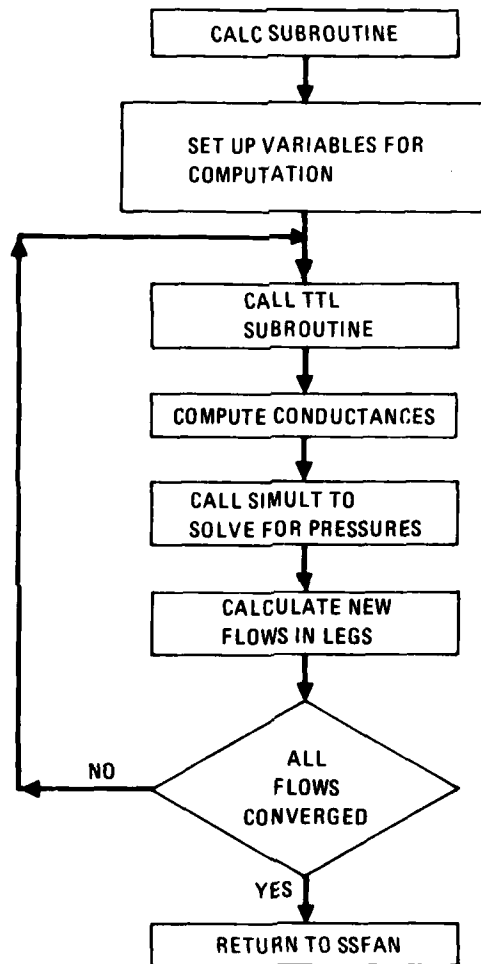 CALC SUBROUTINE
SET UP VARIABLES FOR
COMPUTATION
CALL TTL
SUBROUTINE
COMPUTE CONDUCTANCES
CALL SIMULT TO
SOLVE FOR PRESSURES
CALCULATE NEW
FLOWS IN LEGS
ALL
FLOWS
CONVERGED
NO
YES
RETURN TO SSFAN